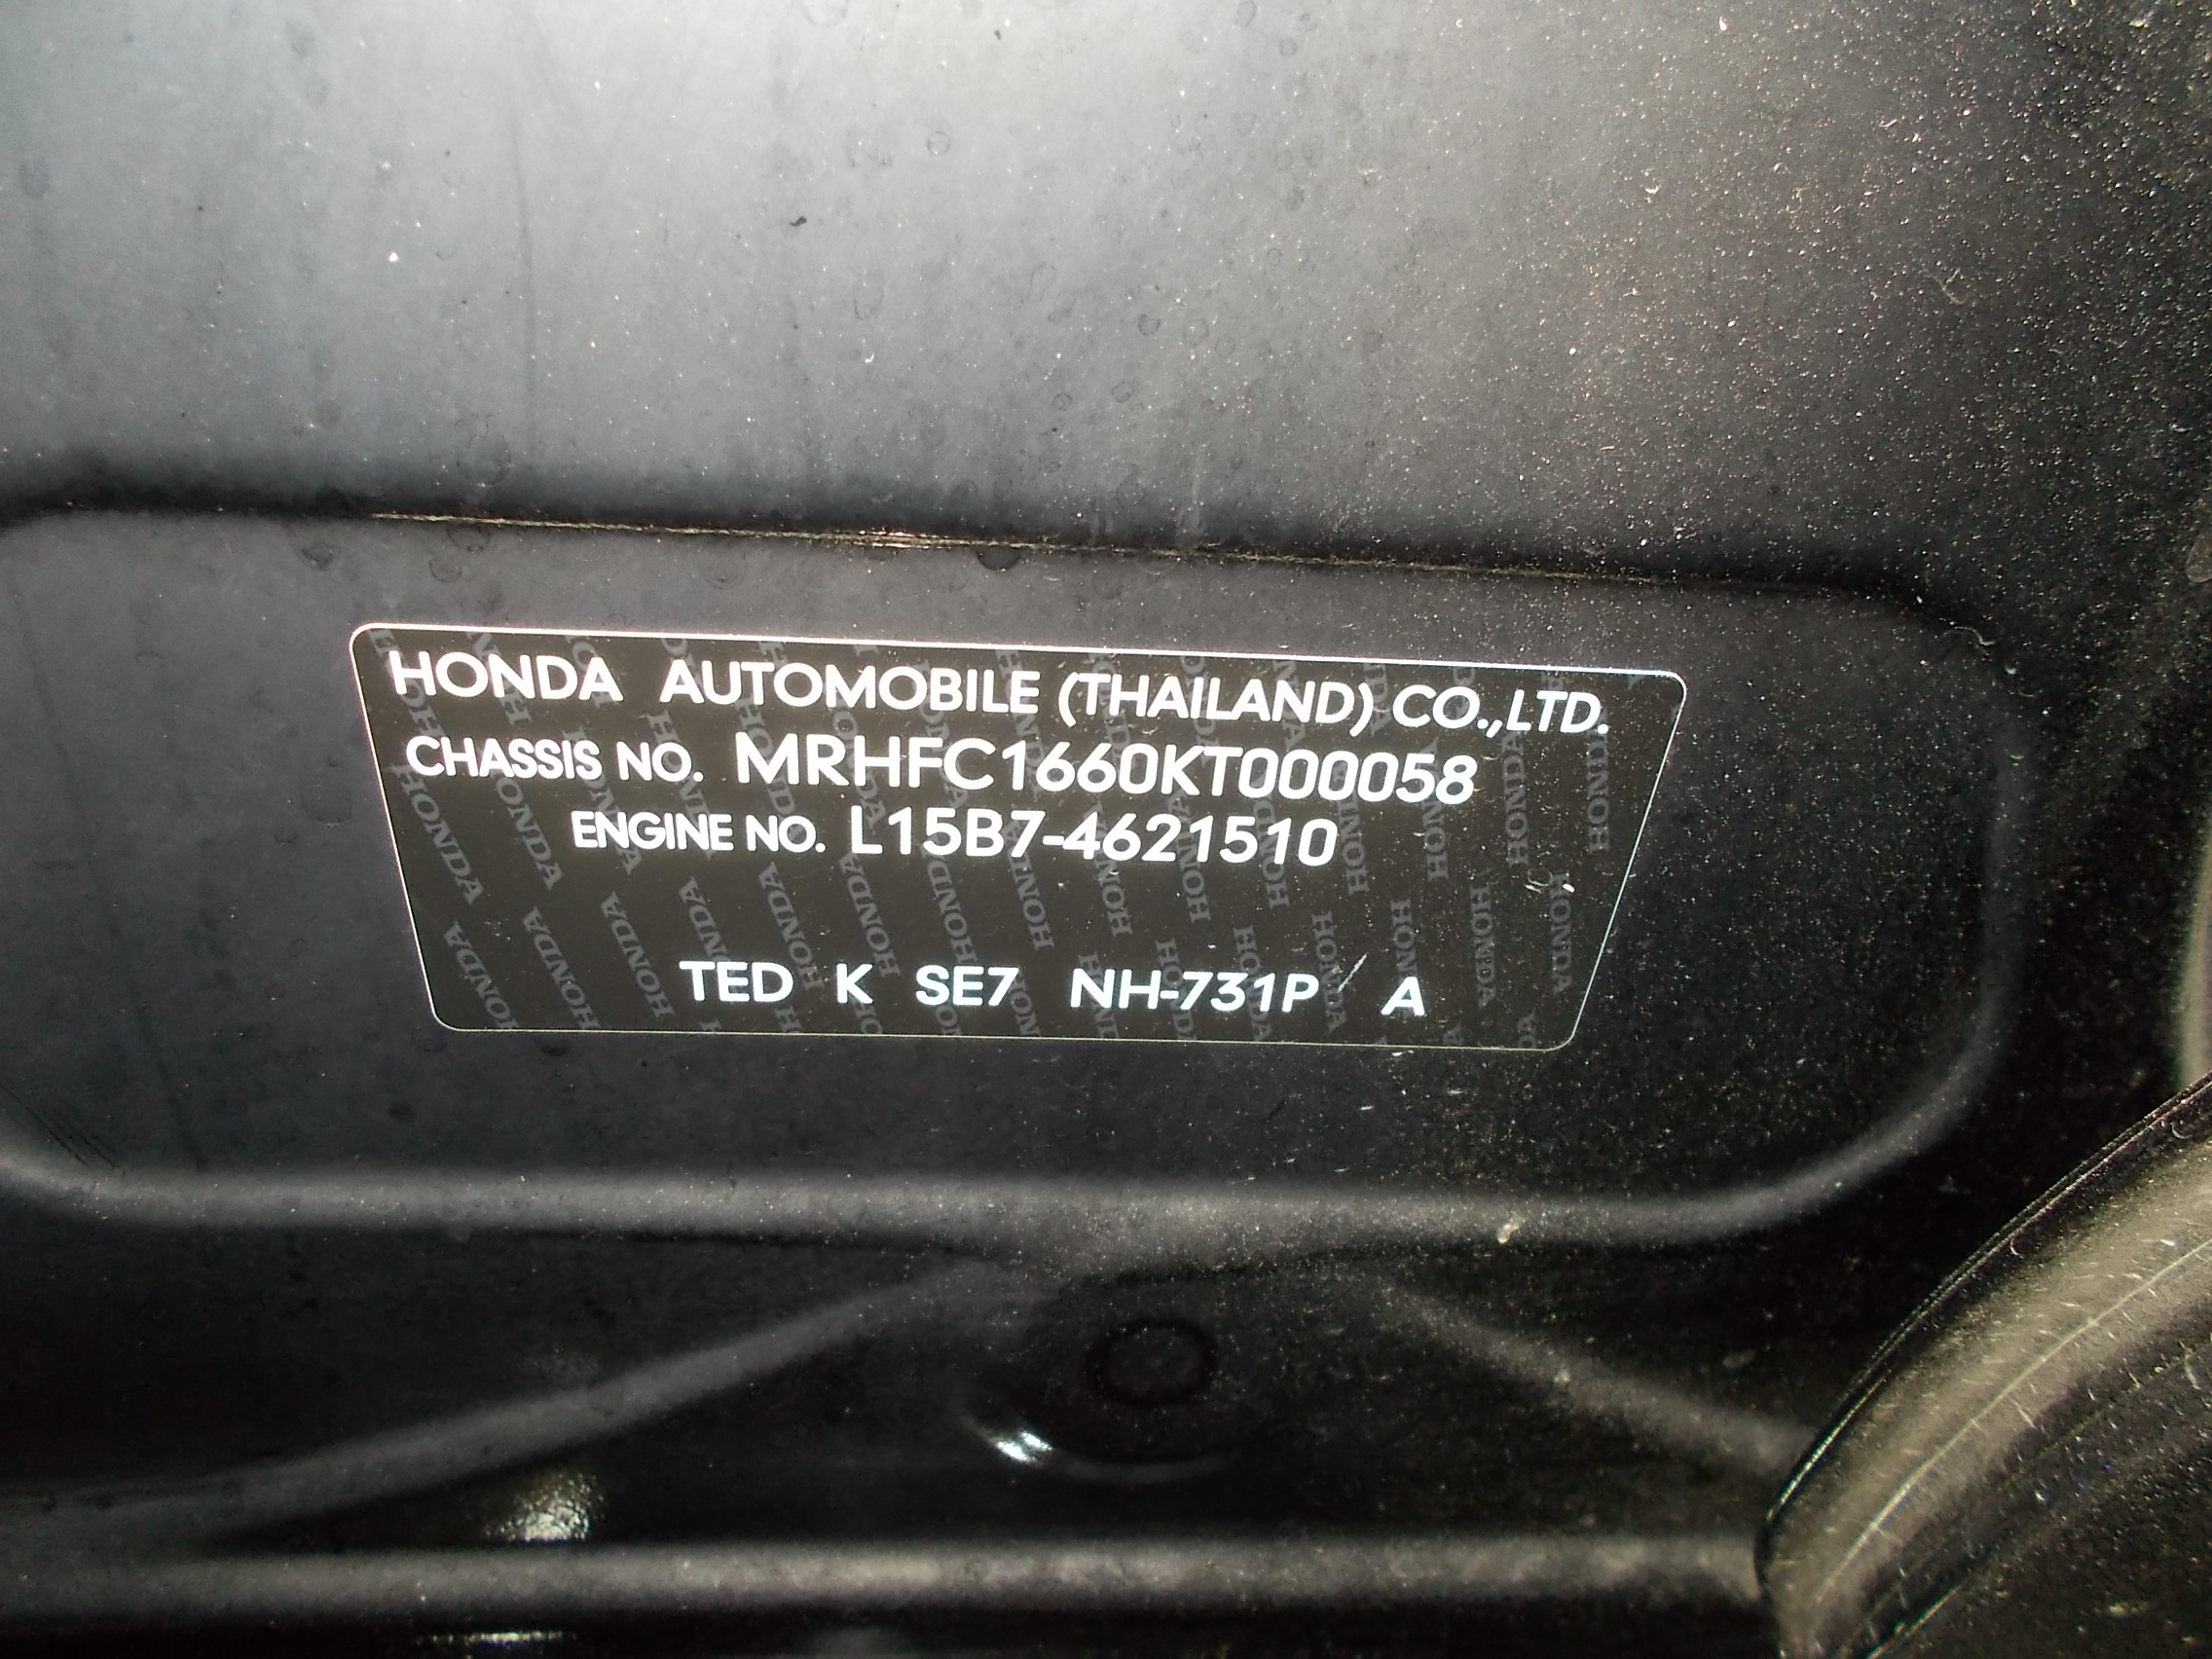 HONDA AUTOMOBILE (THAILAND) CO.,LTD.
CHASSIS NO. MRHFC1660KT000058
ENGINE NO. L15B7-4621510
TED K SE7 NH-731P A